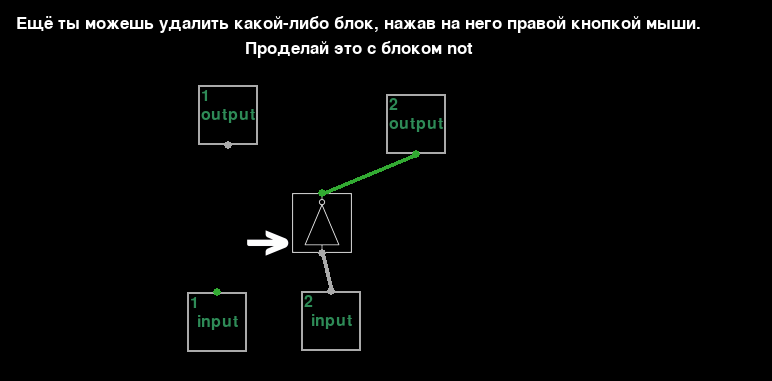 Ещё ты можешь удалить какой-либо блок, нажав на него правой кнопкой мыши.
Проделай это с блоком not
1
output
2
output
1
input
2
input